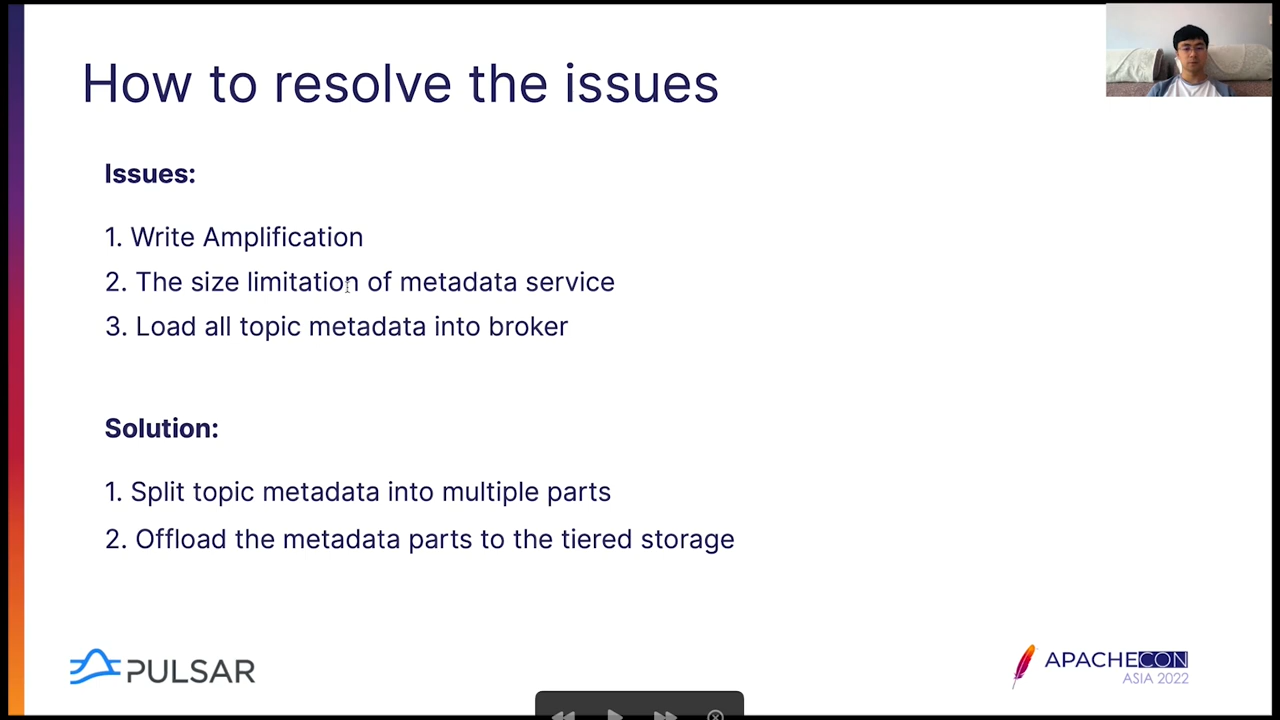 How to resolve the issues
Issues:
1. Write Amplification
2. The size limitation of metadata service
3. Load all topic metadata into broker
Solution:
1. Split topic metadata into multiple parts
2. Offload the metadata parts to the tiered storage
PULSAR
APACHECON
ASIA 2022